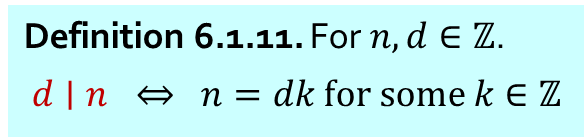 Definition 6.1.11. For n, d ∈ ℤ.
d | n ⇔ n = dk for some k ∈ ℤ